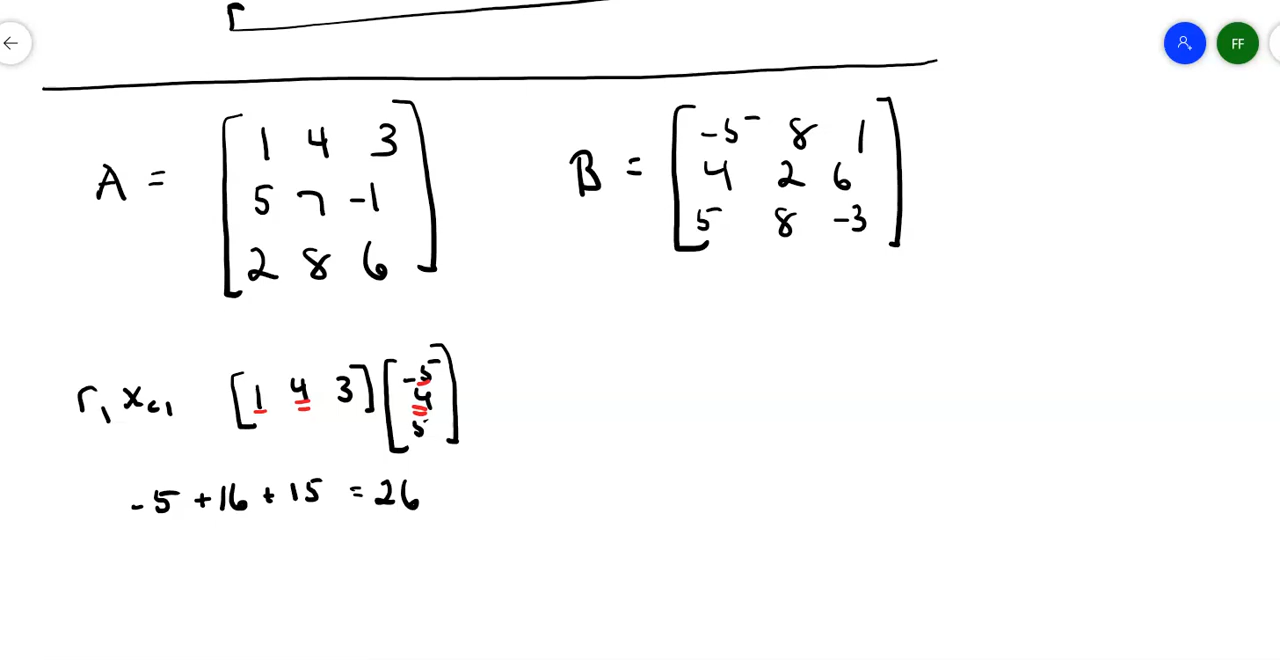 FF
A = [ 1 4 3
5 7 -1
2 8 6 ]
B = [ -5 8 1
4 2 6
5 8 -3 ]
r₁ x c₁ [ 1 4 3 ] [ -5
4
5 ]
-5 + 16 + 15 = 26